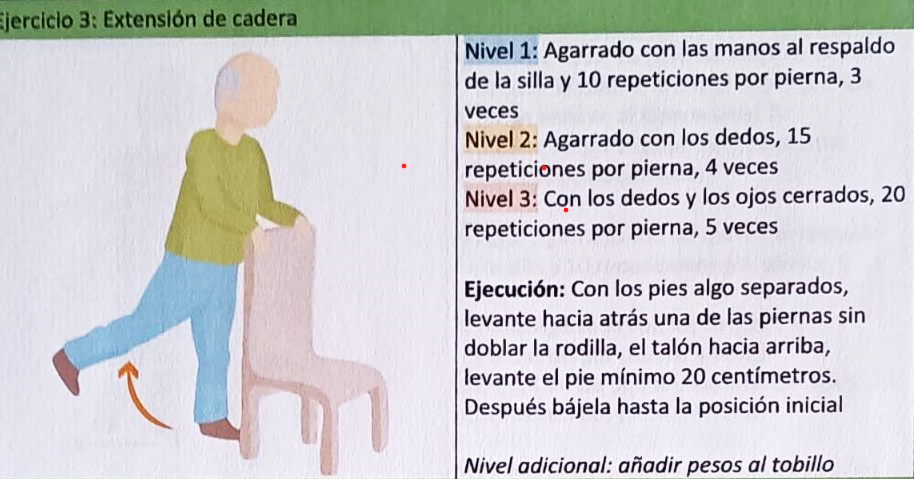 Ejercicio 3: Extensión de cadera
Nivel 1: Agarrado con las manos al respaldo
de la silla y 10 repeticiones por pierna, 3
veces
Nivel 2: Agarrado con los dedos, 15
repeticiones por pierna, 4 veces
Nivel 3: Con los dedos y los ojos cerrados, 20
repeticiones por pierna, 5 veces
Ejecución: Con los pies algo separados,
levante hacia atrás una de las piernas sin
doblar la rodilla, el talón hacia arriba,
levante el pie mínimo 20 centímetros.
Después bájela hasta la posición inicial
Nivel adicional: añadir pesos al tobillo